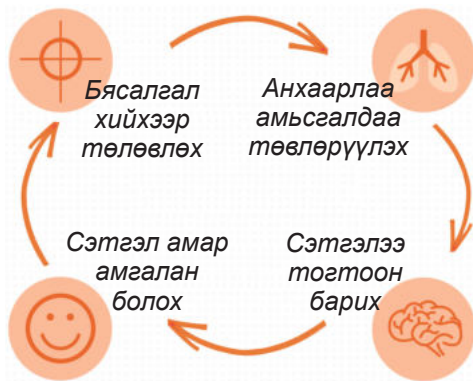 Бясалгал
хийхээр
төлөвлөх
Анхаарлаа
амьсгалдаа
төвлөрүүлэх
Сэтгэлээ
тогтоон
барих
Сэтгэл амар
амгалан
болох